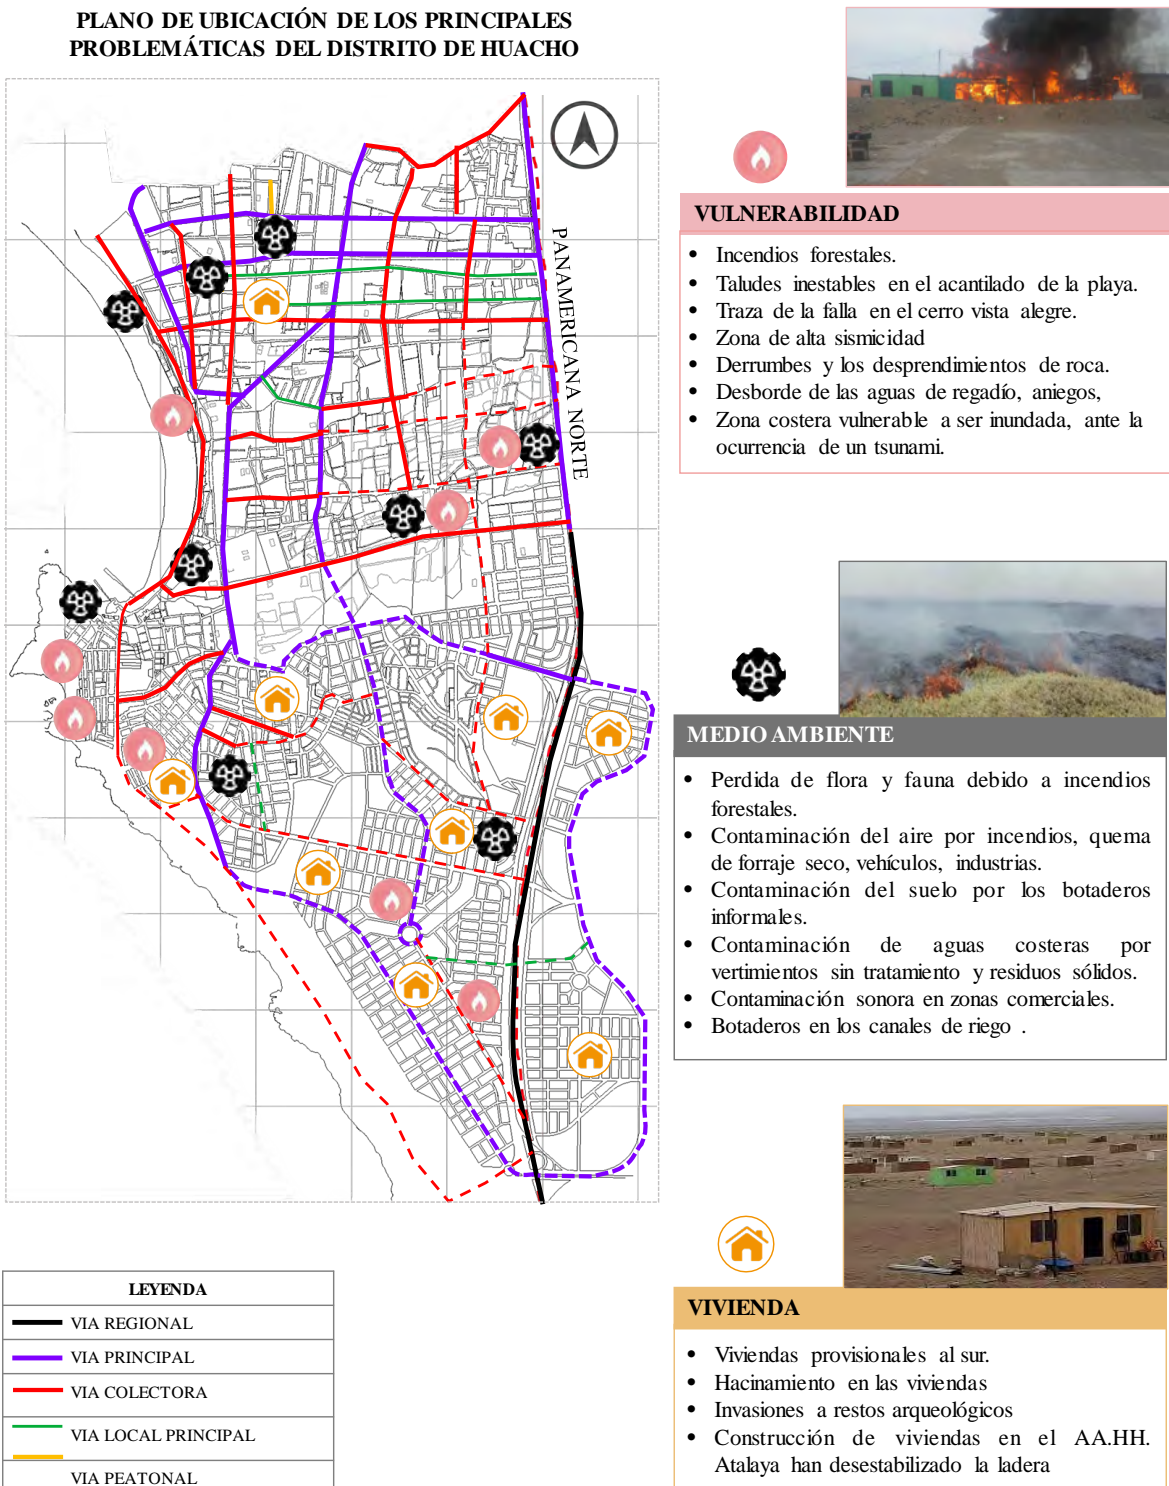 PLANO DE UBICACIÓN DE LOS PRINCIPALES
PROBLEMÁTICAS DEL DISTRITO DE HUACHO
PANAMERICANA NORTE
VULNERABILIDAD
• Incendios forestales.
• Taludes inestables en el acantilado de la playa.
• Traza de la falla en el cerro vista alegre.
• Zona de alta sismicidad
• Derrumbes y los desprendimientos de roca.
• Desborde de las aguas de regadío, aniegos,
• Zona costera vulnerable a ser inundada, ante la
ocurrencia de un tsunami.
MEDIO AMBIENTE
• Perdida de flora y fauna debido a incendios
forestales.
• Contaminación del aire por incendios, quema
de forraje seco, vehículos, industrias.
• Contaminación del suelo por los botaderos
informales.
• Contaminación de aguas costeras por
vertimientos sin tratamiento y residuos sólidos.
• Contaminación sonora en zonas comerciales.
• Botaderos en los canales de riego .
VIVIENDA
• Viviendas provisionales al sur.
• Hacinamiento en las viviendas
• Invasiones a restos arqueológicos
• Construcción de viviendas en el AA.HH.
Atalaya han desestabilizado la ladera
LEYENDA
VIA REGIONAL
VIA PRINCIPAL
VIA COLECTORA
VIA LOCAL PRINCIPAL
VIA PEATONAL